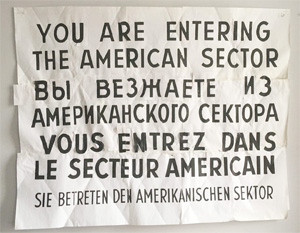 YOU ARE ENTERING
THE AMERICAN SECTOR
ВЫ ВЕЗЖАЕТЕ ИЗ
АМЕРИКАНСКОГО СЕКТОРА
VOUS ENTREZ DANS
LE SECTEUR AMERICAIN
SIE BETRETEN DEN AMERIKANISCHEN SEKTOR